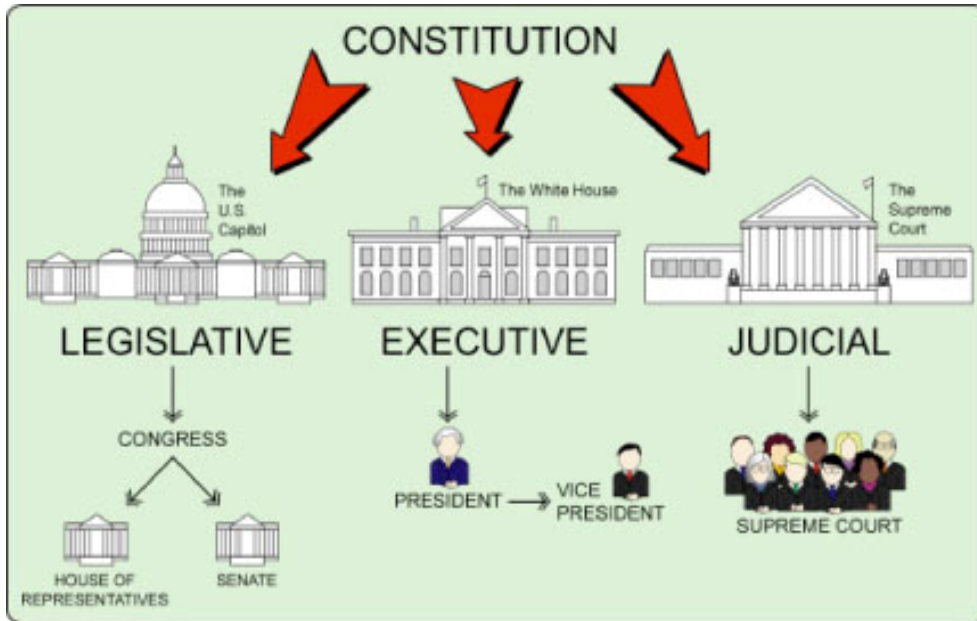 CONSTITUTION
The
U.S.
Capitol
The White House
The
Supreme
Court
LEGISLATIVE
EXECUTIVE
JUDICIAL
CONGRESS
PRESIDENT
VICE
PRESIDENT
SUPREME COURT
HOUSE OF
REPRESENTATIVES
SENATE